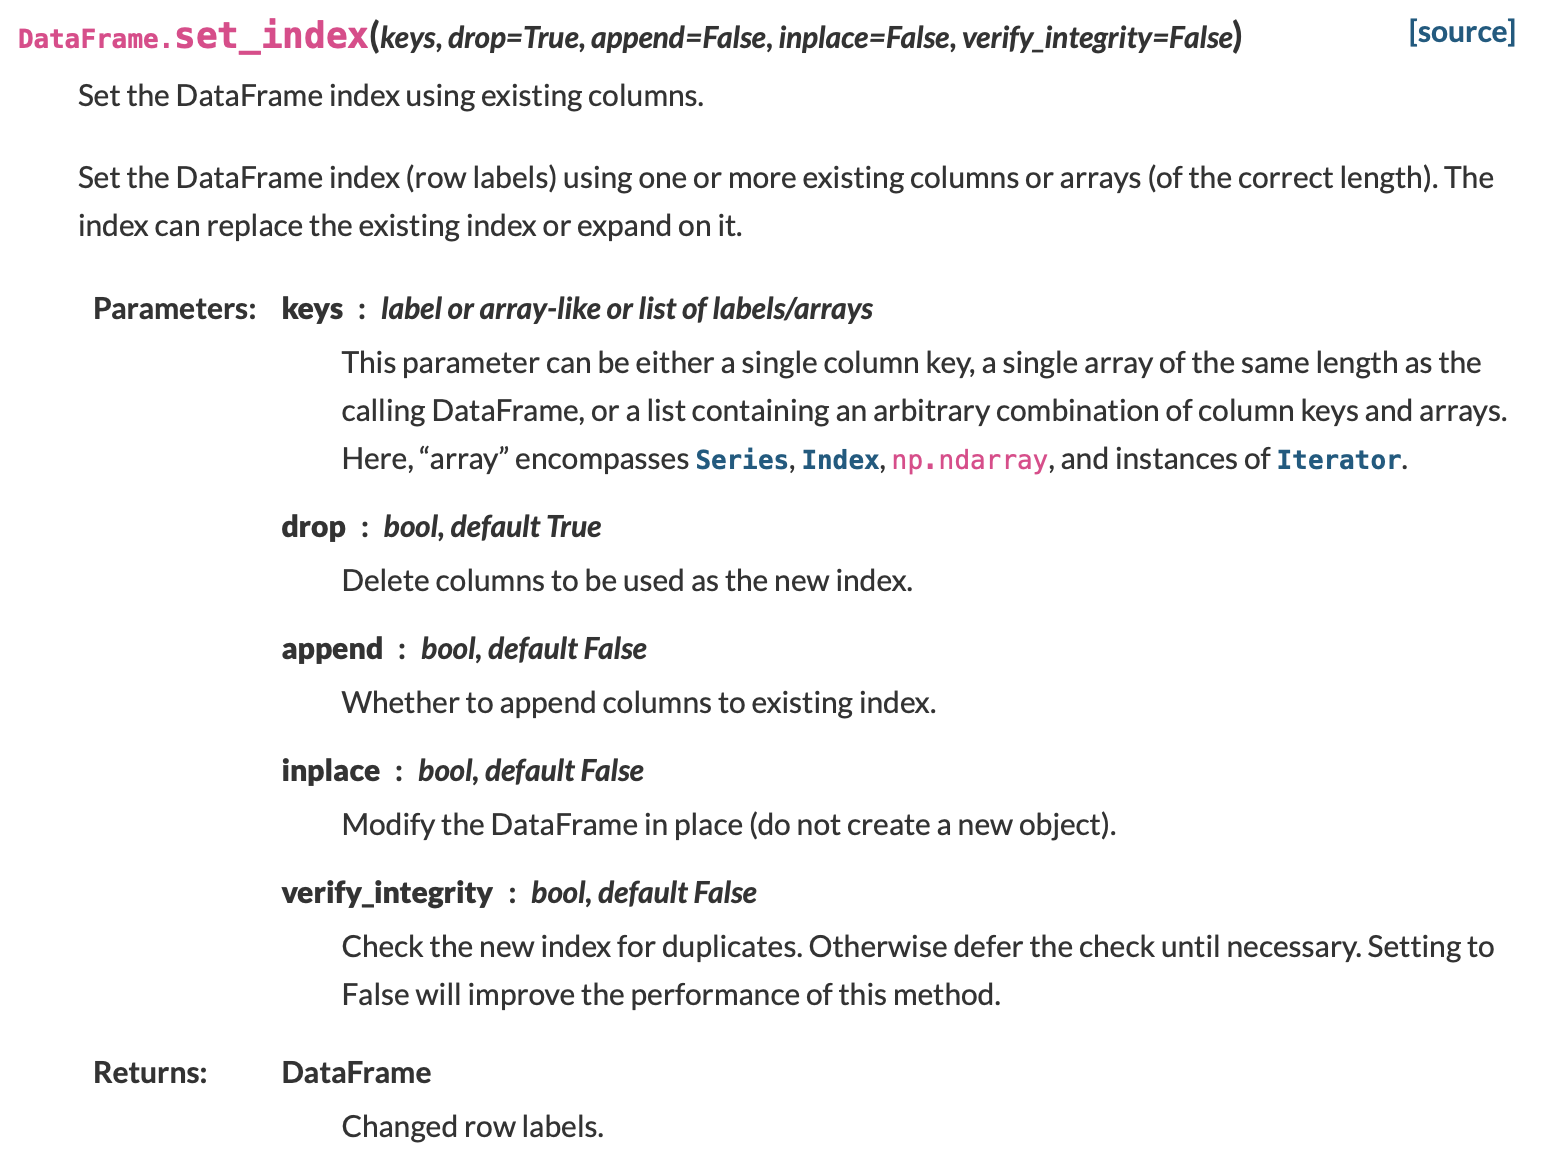 DataFrame.set_index(keys, drop=True, append=False, inplace=False, verify_integrity=False) [source]
Set the DataFrame index using existing columns.
Set the DataFrame index (row labels) using one or more existing columns or arrays (of the correct length). The
index can replace the existing index or expand on it.
Parameters: keys : label or array-like or list of labels/arrays
This parameter can be either a single column key, a single array of the same length as the
calling DataFrame, or a list containing an arbitrary combination of column keys and arrays.
Here, “array” encompasses Series, Index, np.ndarray, and instances of Iterator.
drop : bool, default True
Delete columns to be used as the new index.
append : bool, default False
Whether to append columns to existing index.
inplace : bool, default False
Modify the DataFrame in place (do not create a new object).
verify_integrity : bool, default False
Check the new index for duplicates. Otherwise defer the check until necessary. Setting to
False will improve the performance of this method.
Returns: DataFrame
Changed row labels.